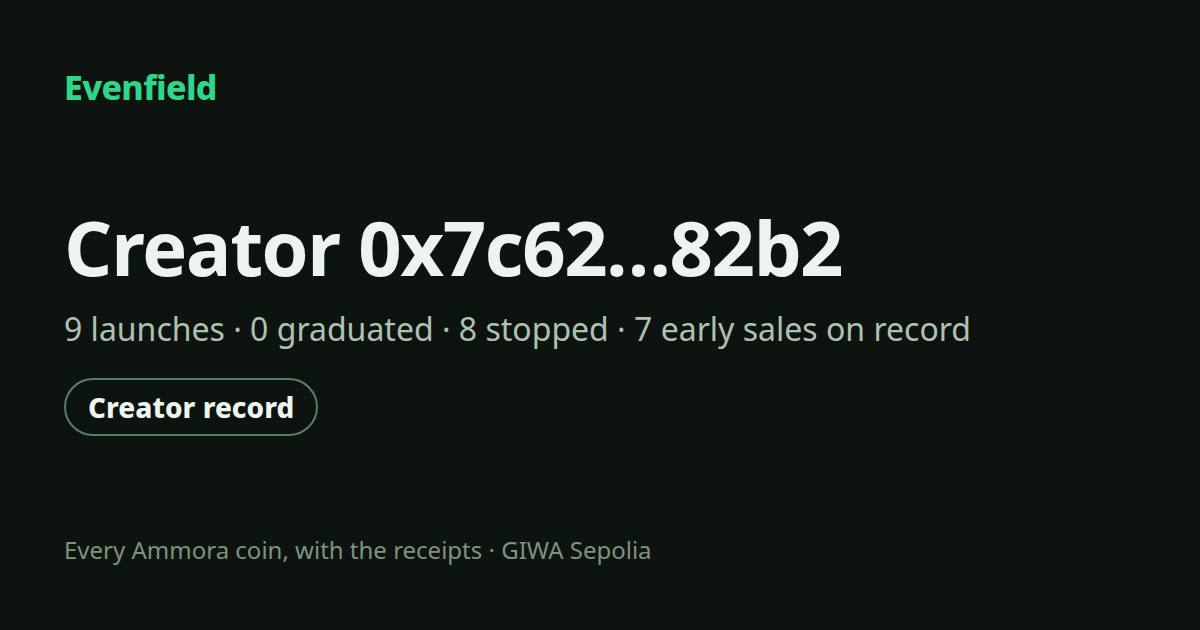 Evenfield
Creator 0x7c62…82b2
9 launches · 0 graduated · 8 stopped · 7 early sales on record
Creator record
Every Ammora coin, with the receipts · GIWA Sepolia